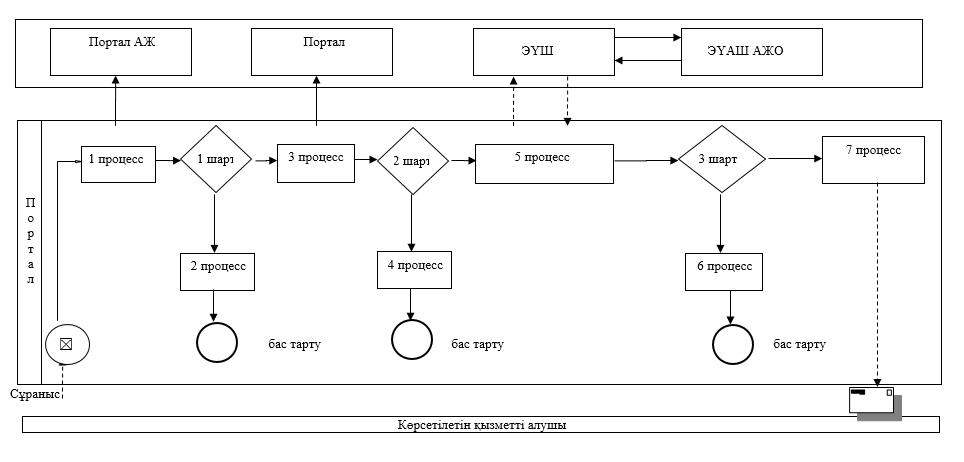 Портал АЖ
Портал
ЭҮШ
ЭҮАШ АЖО
1 процесс
1 шарт
3 процесс
2 шарт
5 процесс
3 шарт
7 процесс
Портал
2 процесс
4 процесс
6 процесс
бас тарту
бас тарту
бас тарту
Сұраныс
Көрсетілетін қызметті алушы